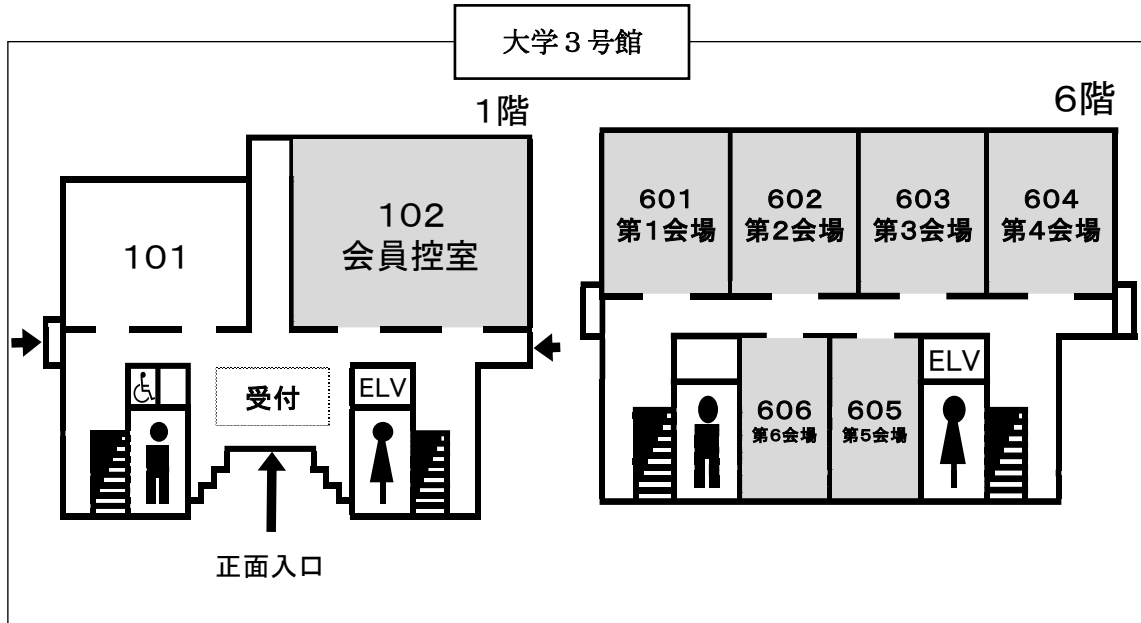 大学３号館
1階
101
102
会員控室
受付
ELV
正面入口
6階
601
第1会場
602
第2会場
603
第3会場
604
第4会場
606
第6会場
605
第5会場
ELV